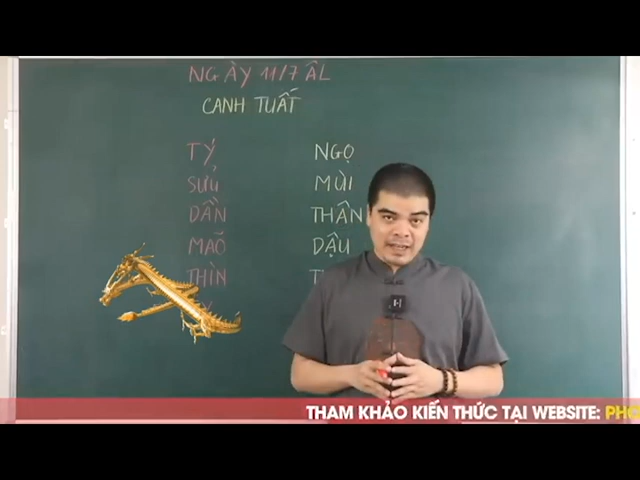 NGÀY 11/7 ÂL
CANH TUẤT
TÝ
SỬU
DẦN
MÃO
THÌN
NGỌ
MÙI
THÂN
DẬU
THAM KHẢO KIẾN THỨC TẠI WEBSITE: